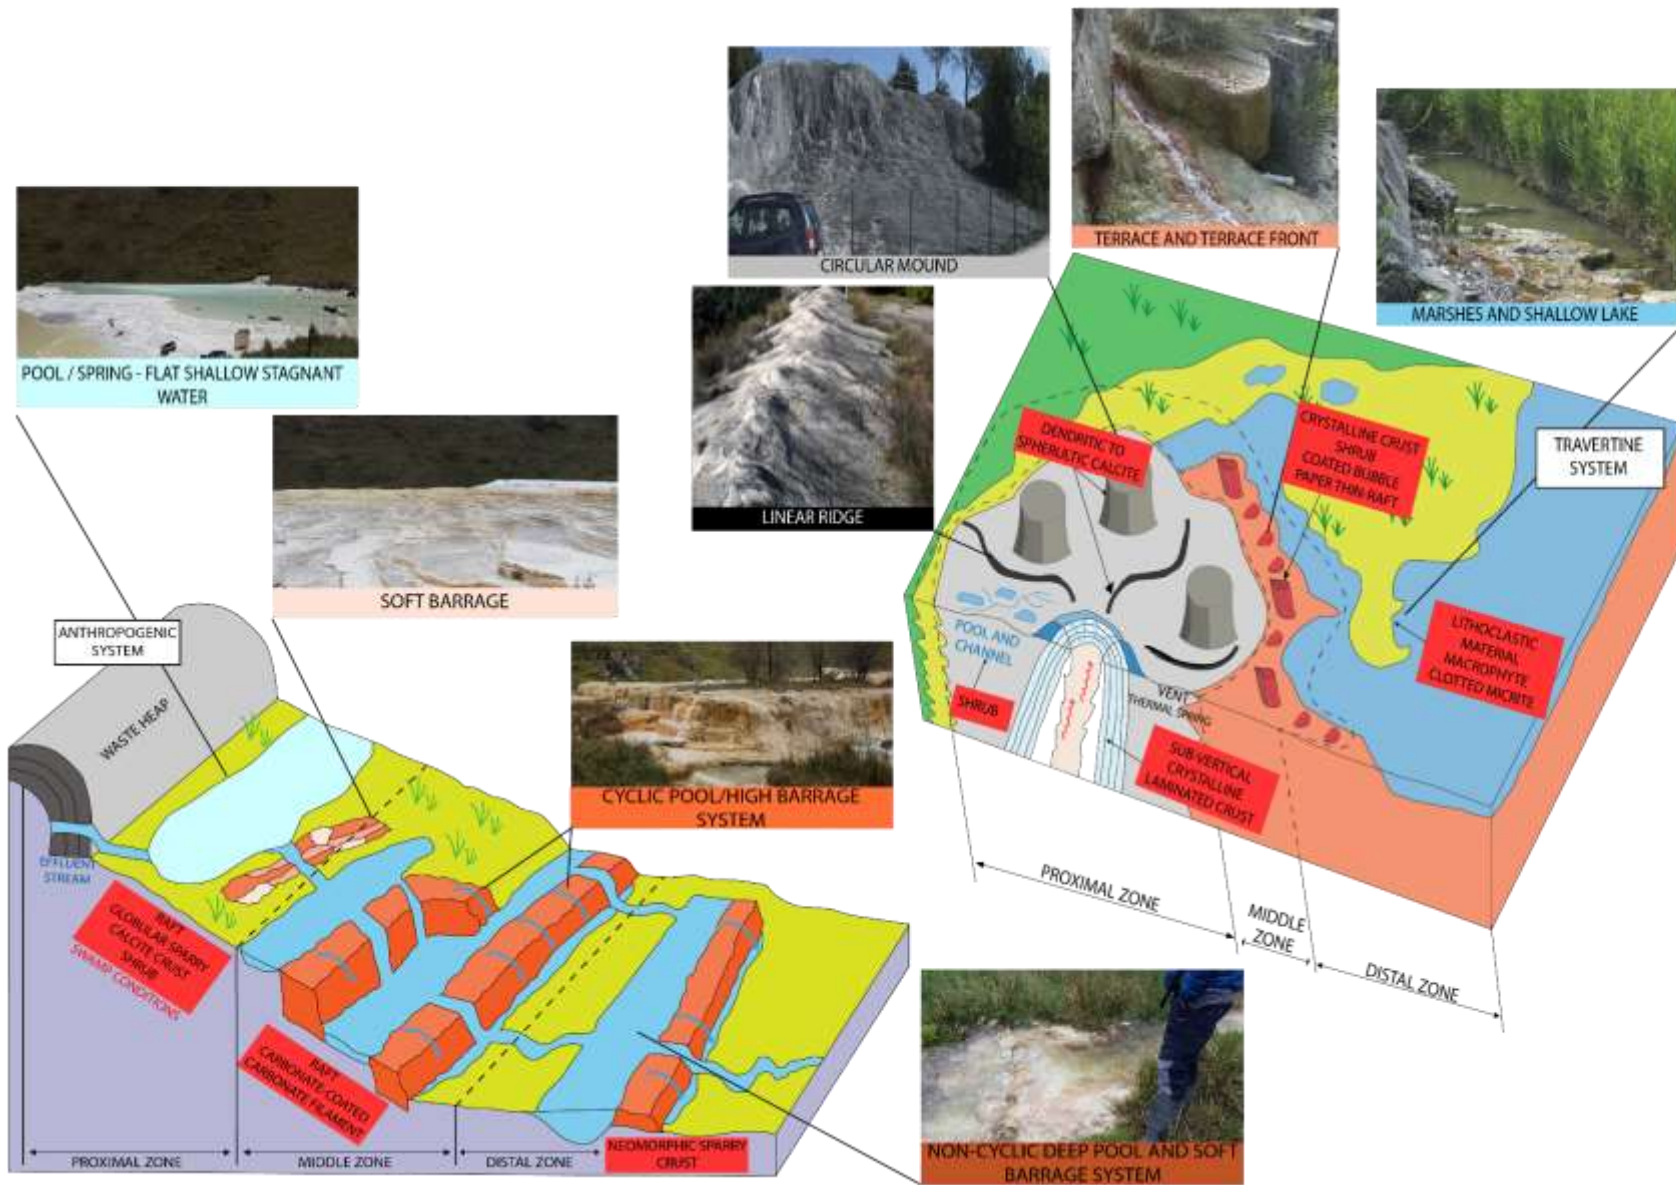 CIRCULAR MOUND
TERRACE AND TERRACE FRONT
MARSHES AND SHALLOW LAKE
LINEAR RIDGE
POOL / SPRING - FLAT SHALLOW STAGNANT
WATER
SOFT BARRAGE
CYCLIC POOL/HIGH BARRAGE
SYSTEM
NON-CYCLIC DEEP POOL AND SOFT
BARRAGE SYSTEM
ANTHROPOGENIC
SYSTEM
WASTE HEAP
EFFLUENT
STREAM
RAFT
GLOBULAR SPARRY
CALCITE CRUST
SHRUB
SWAMP CONDITIONS
RAFT
CARBONATE-COATED
CARBONATE FILAMENT
NEOMORPHIC SPARRY
CRUST
PROXIMAL ZONE
MIDDLE ZONE
DISTAL ZONE
TRAVERTINE
SYSTEM
DENDRITIC TO
SPHERULITIC CALCITE
CRYSTALLINE CRUST
SHRUB
COATED BUBBLE
PAPER THIN-RAFT
LITHOCLASTIC
MATERIAL
MACROPHYTE
CLOTTED MICRITE
POOL AND
CHANNEL
SHRUB
VENT
THERMAL SPRING
SUB-VERTICAL
CRYSTALLINE
LAMINATED CRUST
PROXIMAL ZONE
MIDDLE
ZONE
DISTAL ZONE